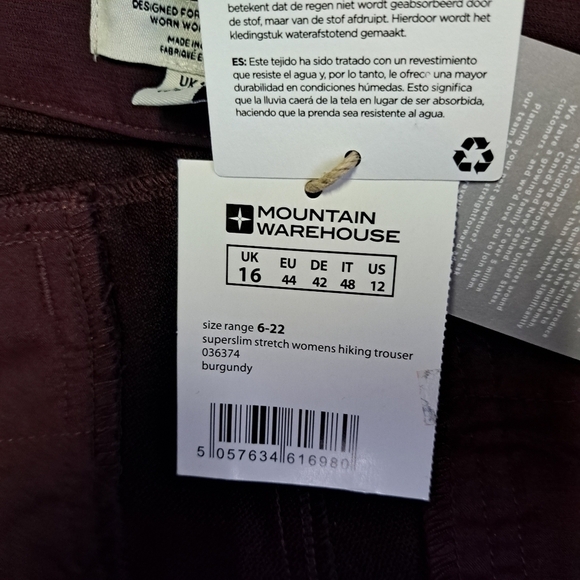 DESIGNED FOR
WORN WO
MADE IN
FABRIQUÉ E
UK
betekent dat de regen niet wordt geabsorbeerd door
de stof, maar van de stof afdruipt. Hierdoor wordt het
kledingstuk waterafstotend gemaakt.
ES: Este tejido ha sido tratado con un revestimiento
que resiste el agua y, por lo tanto, le ofrece una mayor
durabilidad en condiciones húmedas. Esto significa
que la lluvia caerá de la tela en lugar de ser absorbida,
haciendo que la prenda sea resistente al agua.
MOUNTAIN
WAREHOUSE
UK EU DE IT US
16 44 42 48 12
size range 6-22
superslim stretch womens hiking trouser
036374
burgundy
5 057634 616980